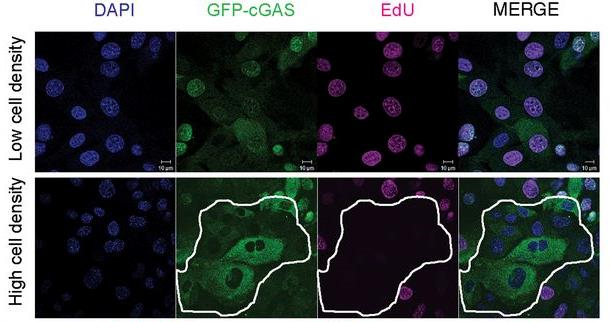 DAPI GFP-cGAS EdU MERGE
Low cell density
10 µm 10 µm 10 µm 10 µm
High cell density